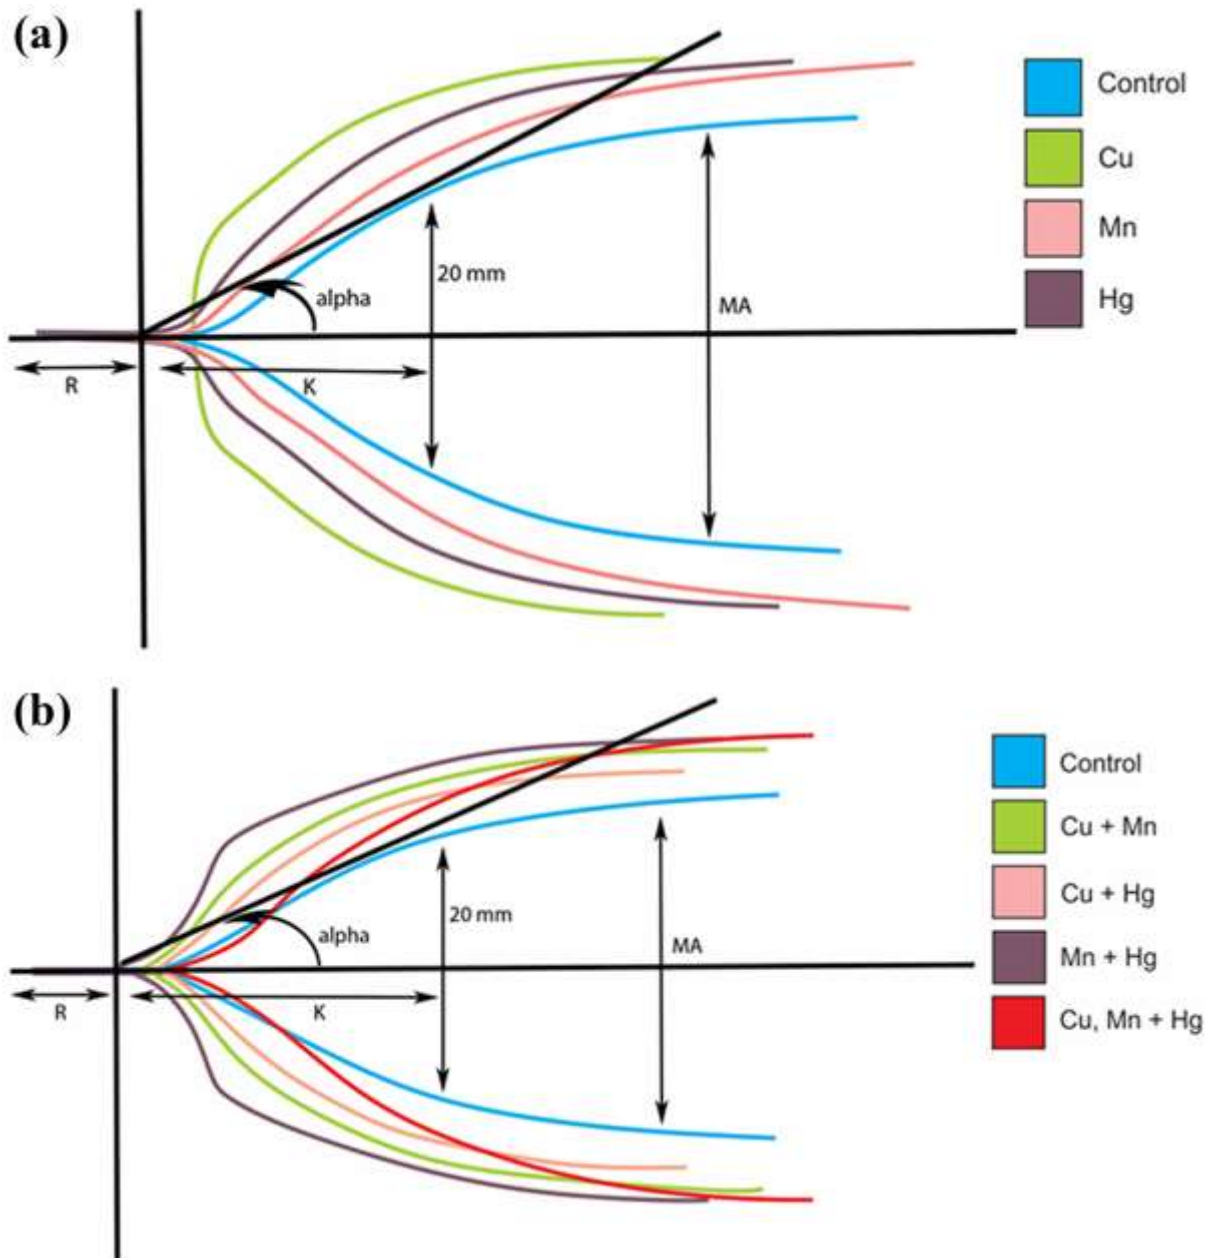 (a)
Control
Cu
Mn
Hg
20 mm
alpha
MA
R
K
(b)
Control
Cu + Mn
Cu + Hg
Mn + Hg
Cu, Mn + Hg
20 mm
alpha
MA
R
K